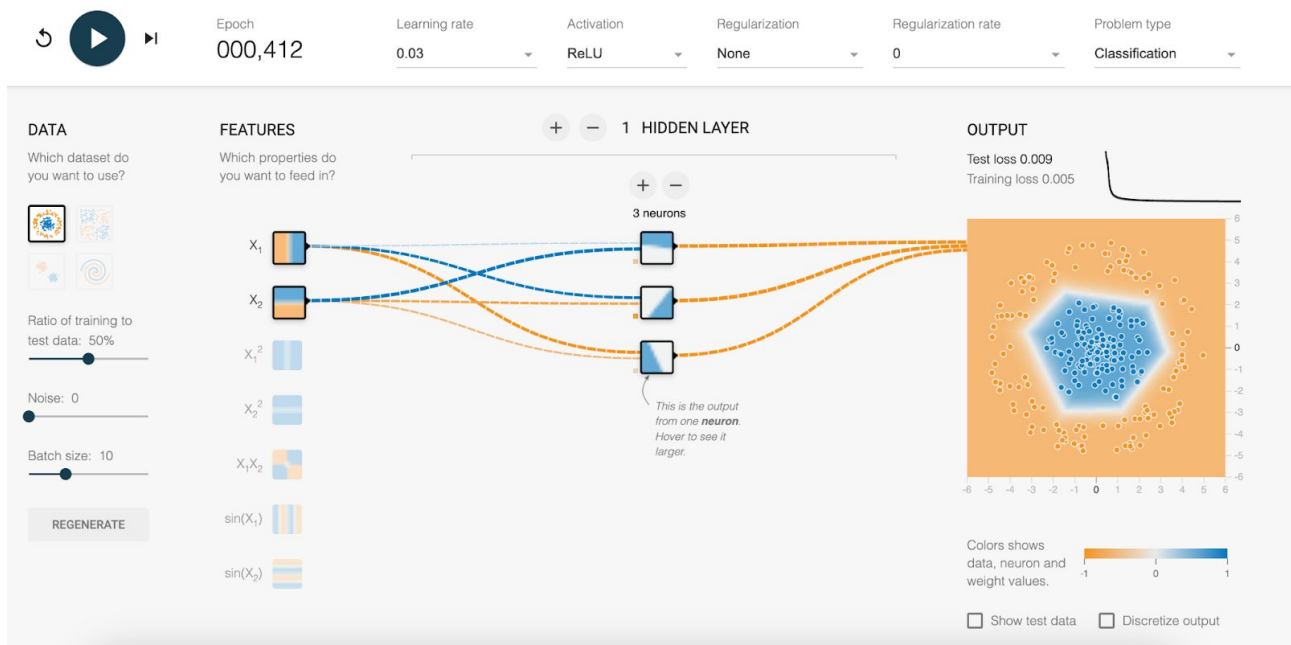 Epoch
000,412
Learning rate
0.03
Activation
ReLU
Regularization
None
Regularization rate
0
Problem type
Classification
DATA
Which dataset do
you want to use?
Ratio of training to
test data: 50%
Noise: 0
Batch size: 10
REGENERATE
FEATURES
Which properties do
you want to feed in?
X₁
X₂
X₁²
X₂²
X₁X₂
sin(X₁)
sin(X₂)
+ − 1 HIDDEN LAYER
+ −
3 neurons
This is the output
from one neuron.
Hover to see it
larger.
OUTPUT
Test loss 0.009
Training loss 0.005
6
5
4
3
2
1
0
-1
-2
-3
-4
-5
-6
-6 -5 -4 -3 -2 -1 0 1 2 3 4 5 6
Colors shows
data, neuron and
weight values.
-1 0 1
Show test data
Discretize output